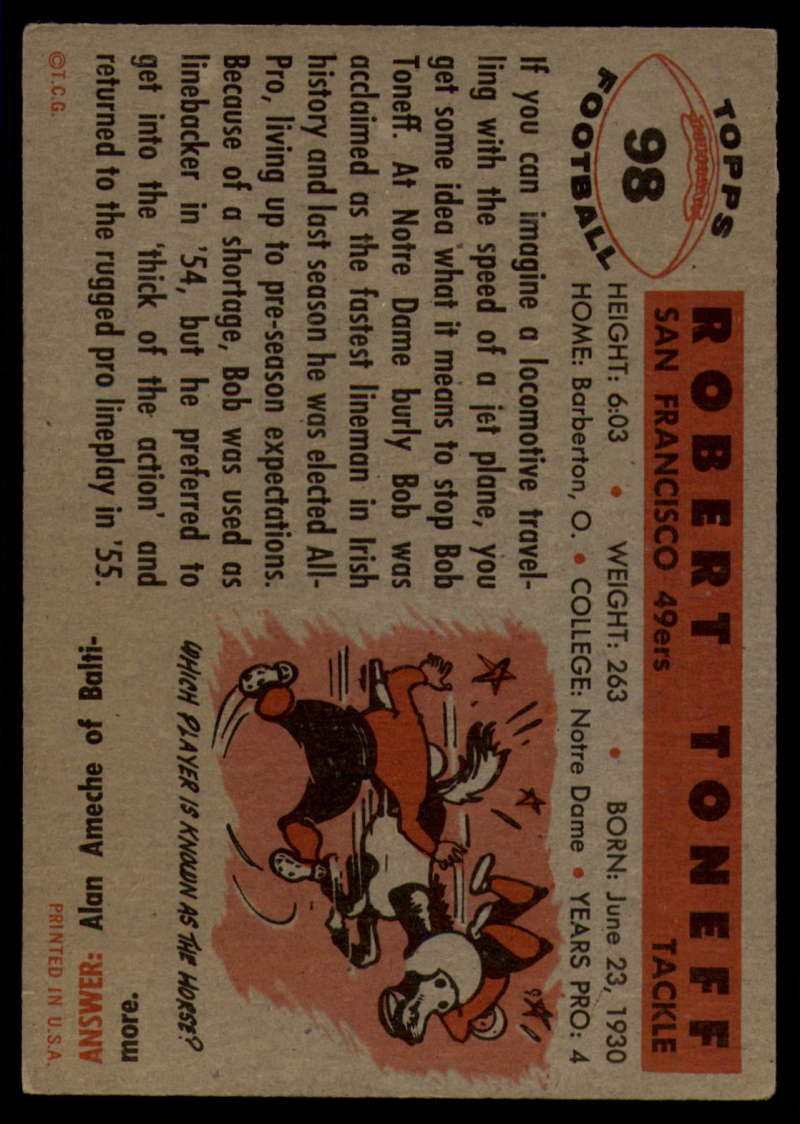 TOPPS
98
FOOTBALL
ROBERT TONEFF
SAN FRANCISCO 49ers TACKLE
HEIGHT: 6:03 • WEIGHT: 263 • BORN: June 23, 1930
HOME: Barberton, O. • COLLEGE: Notre Dame • YEARS PRO: 4
If you can imagine a locomotive travel-
ling with the speed of a jet plane, you
get some idea what it means to stop Bob
Toneff. At Notre Dame burly Bob was
acclaimed as the fastest lineman in Irish
history and last season he was elected All-
Pro, living up to pre-season expectations.
Because of a shortage, Bob was used as
linebacker in '54, but he preferred to
get into the 'thick of the action' and
returned to the rugged pro lineplay in '55.
WHICH PLAYER IS KNOWN AS THE HORSE?
ANSWER: Alan Ameche of Balti-
more.
©T.C.G.
PRINTED IN U.S.A.